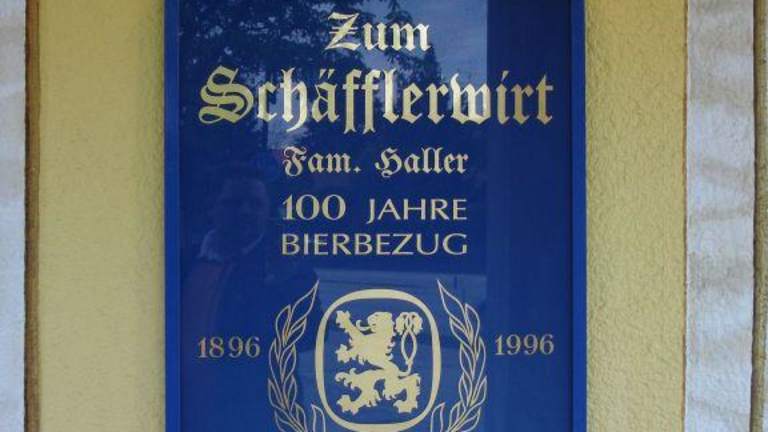 Zum
Schäfflerwirt
Fam. Haller
100 JAHRE
BIERBEZUG
1896 1996